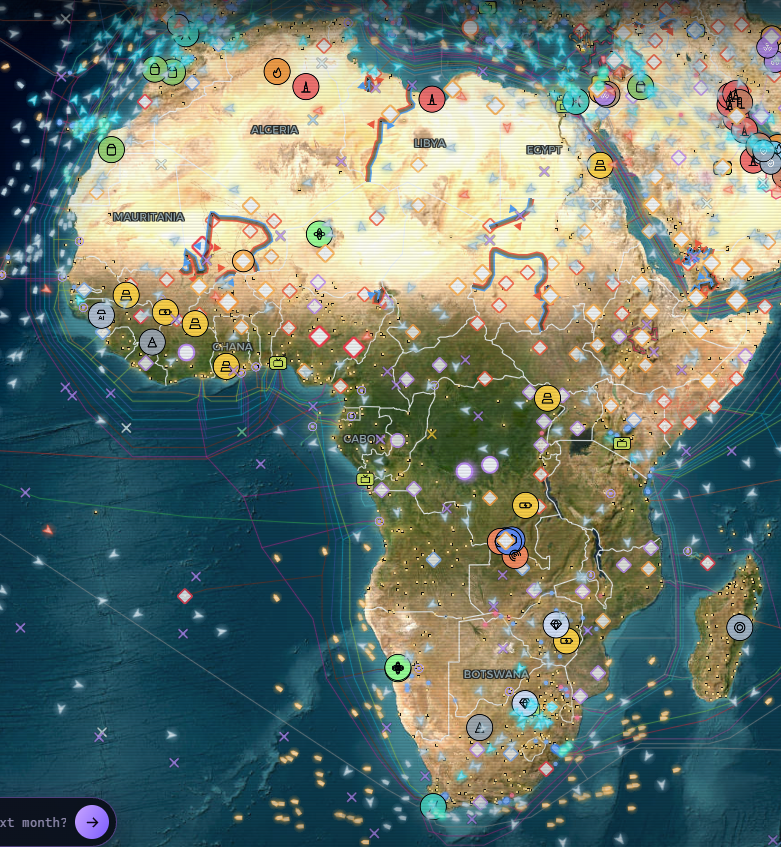 ALGERIA
LIBYA
EGYPT
MAURITANIA
GHANA
GABON
BOTSWANA
xt month?